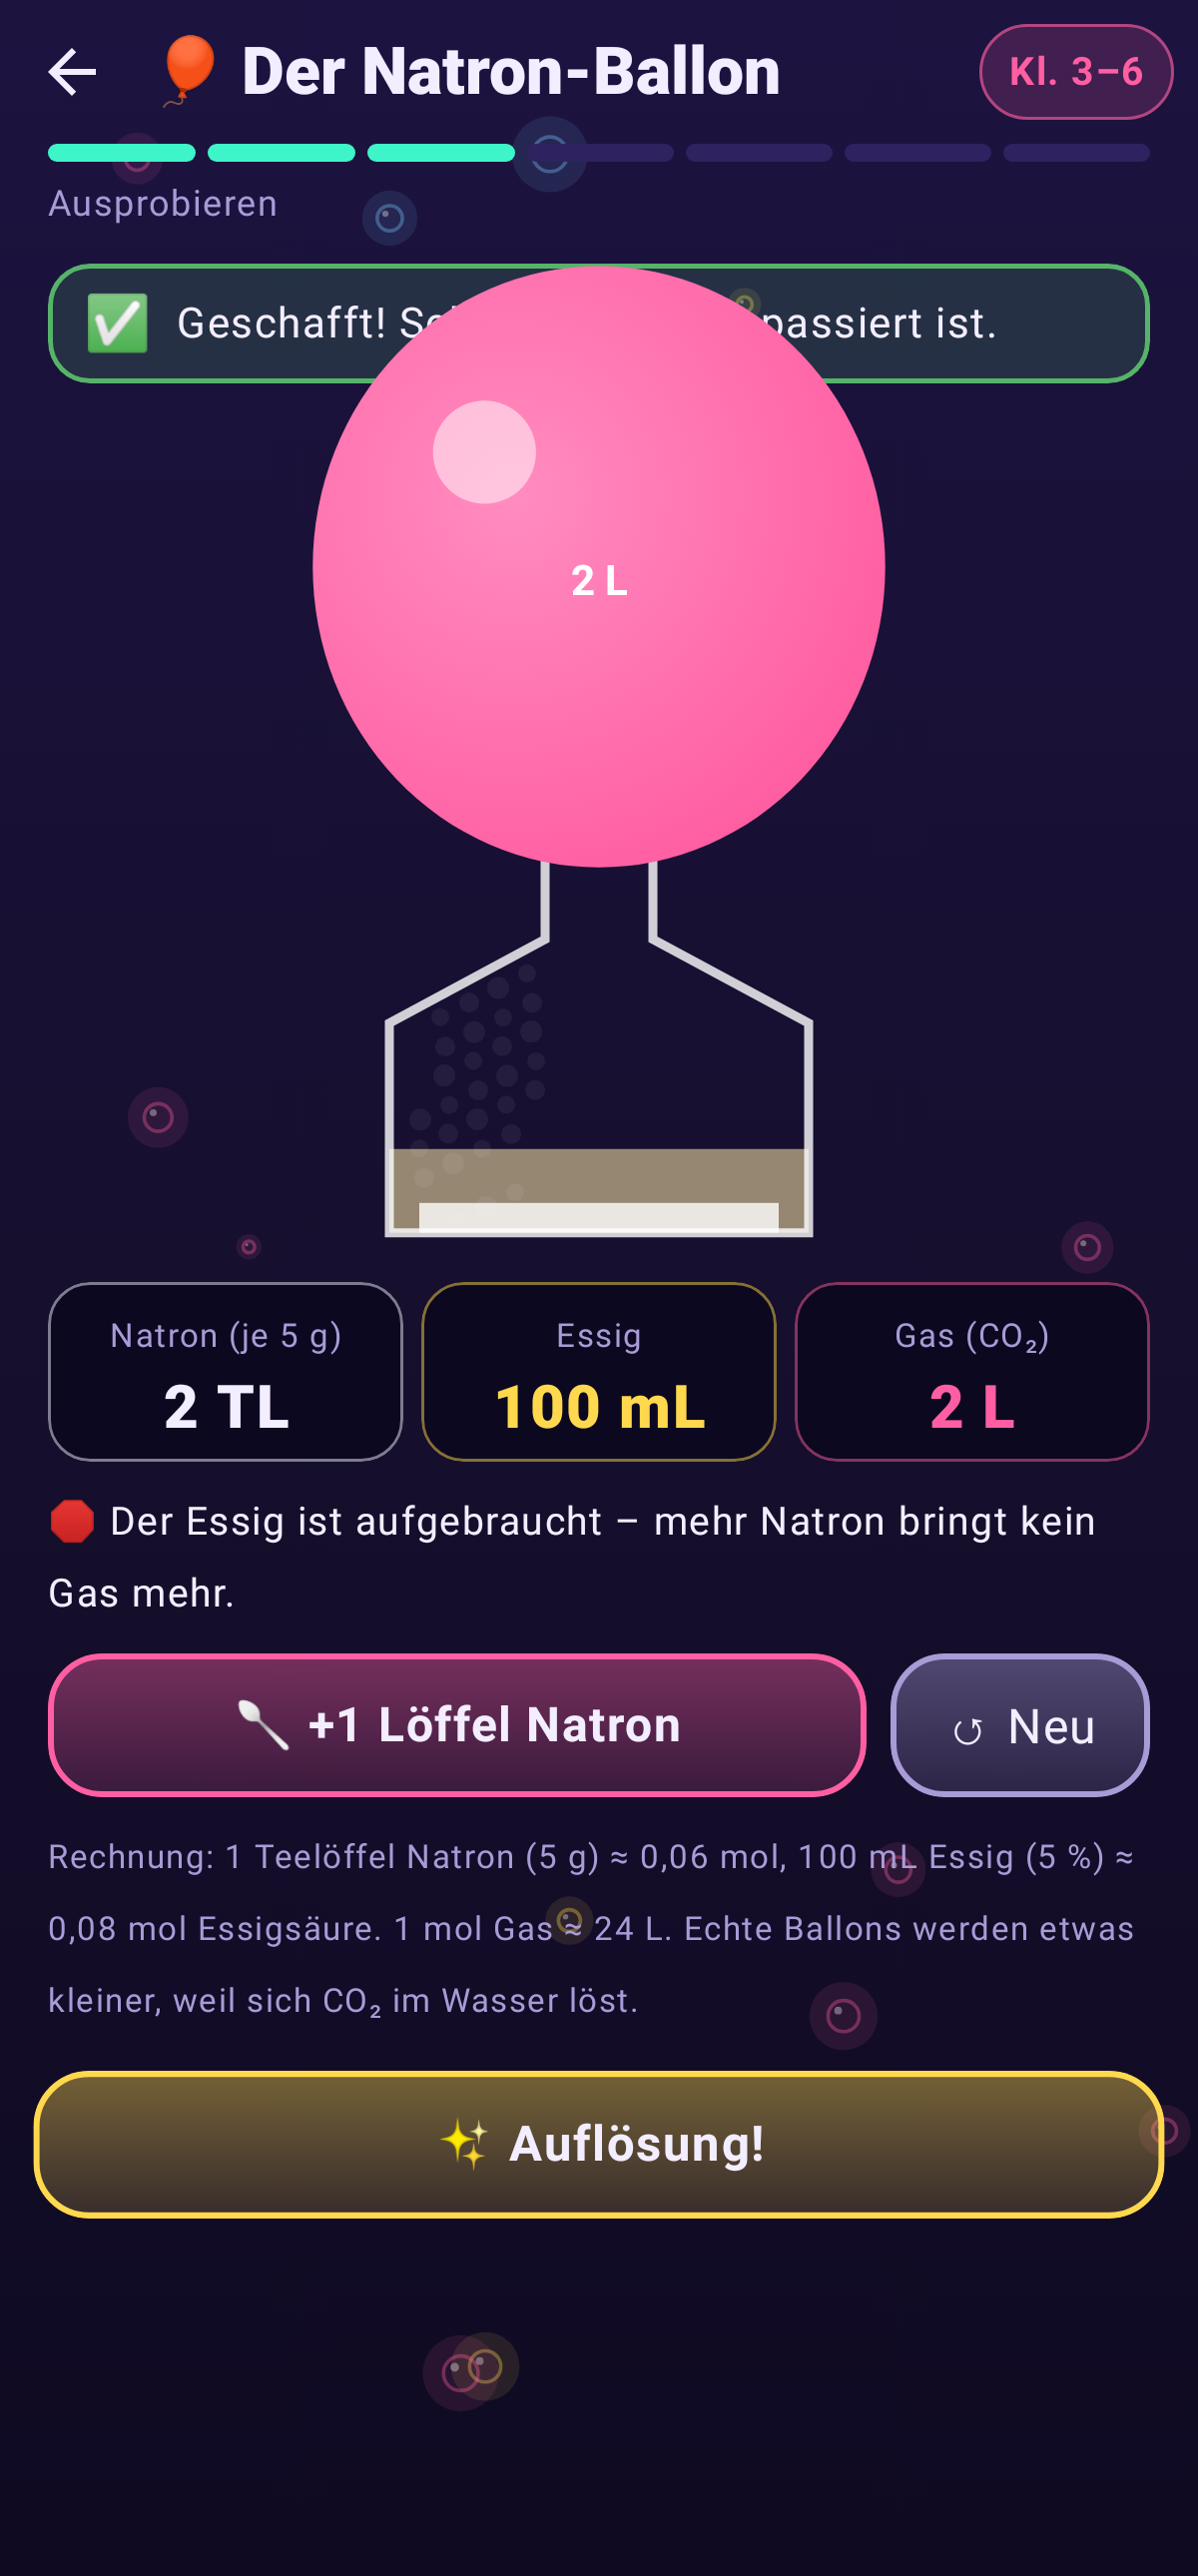 Der Natron-Ballon
Kl. 3–6
Ausprobieren
Geschafft! passiert ist.
2 L
Natron (je 5 g)
2 TL
Essig
100 mL
Gas (CO₂)
2 L
Der Essig ist aufgebraucht – mehr Natron bringt kein
Gas mehr.
+1 Löffel Natron
Neu
Rechnung: 1 Teelöffel Natron (5 g) ≈ 0,06 mol, 100 mL Essig (5 %) ≈
0,08 mol Essigsäure. 1 mol Gas ≈ 24 L. Echte Ballons werden etwas
kleiner, weil sich CO₂ im Wasser löst.
Auflösung!